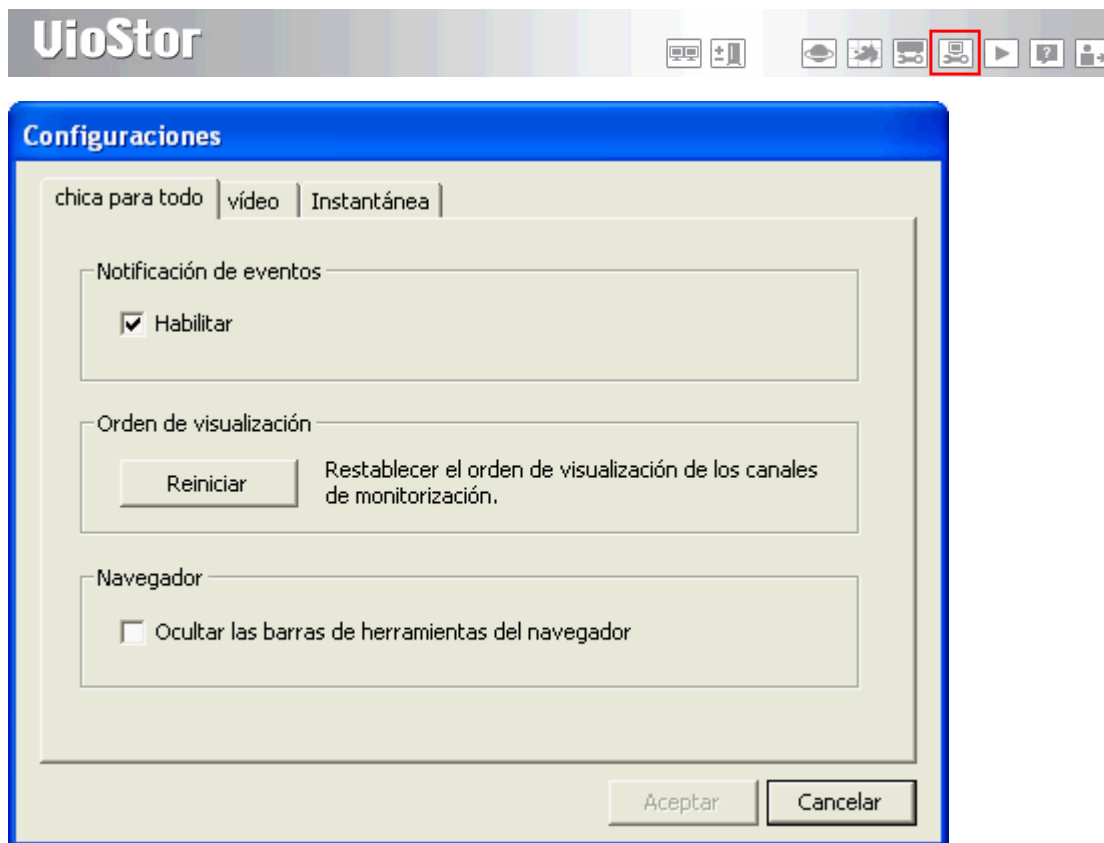 VioStor
Configuraciones
chica para todo
vídeo
Instantánea
Notificación de eventos
Habilitar
Orden de visualización
Reiniciar
Restablecer el orden de visualización de los canales
de monitorización.
Navegador
Ocultar las barras de herramientas del navegador
Aceptar
Cancelar